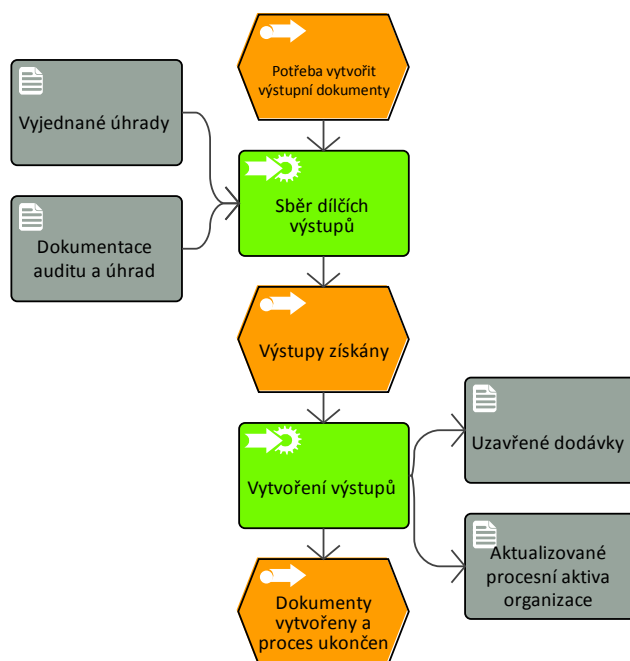 Potřeba vytvořit
výstupní dokumenty
Vyjednané úhrady
Sběr dílčích
výstupů
Dokumentace
auditu a úhrad
Výstupy získány
Uzavřené dodávky
Vytvoření výstupů
Aktualizované
procesní aktiva
organizace
Dokumenty
vytvořeny a
proces ukončen